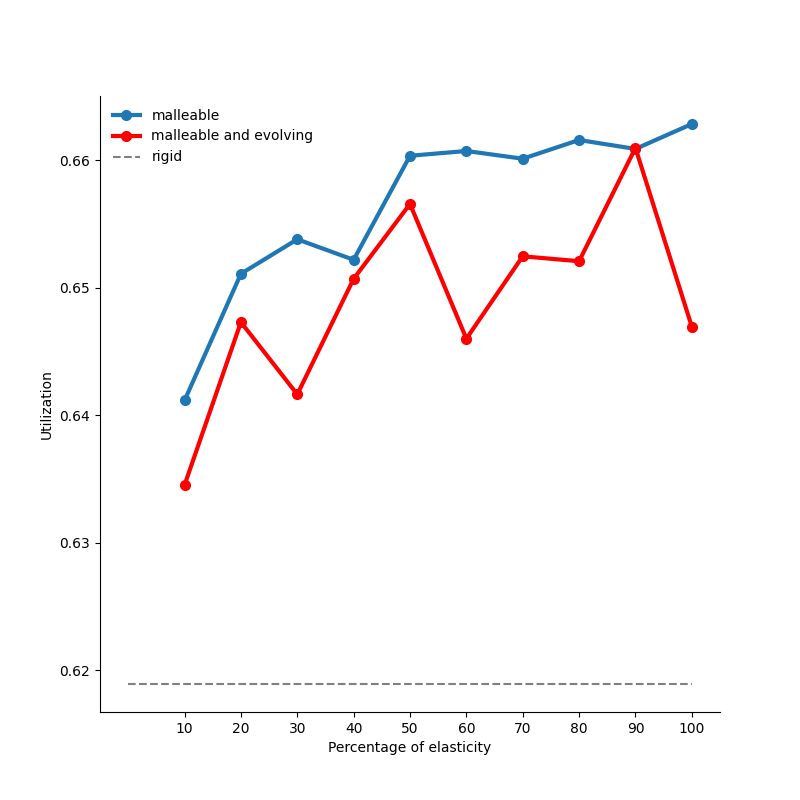 malleable
malleable and evolving
rigid
0.66
0.65
0.64
0.63
0.62
Utilization
10 20 30 40 50 60 70 80 90 100
Percentage of elasticity